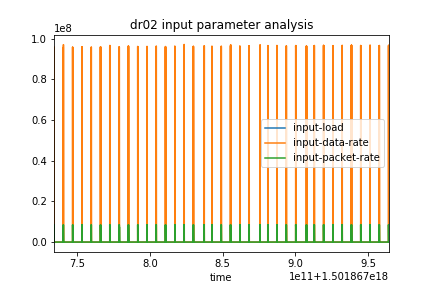 dr02 input parameter analysis
1e8
1.0
0.8
0.6
0.4
0.2
0.0
input-load
input-data-rate
input-packet-rate
7.5 8.0 8.5 9.0 9.5
time 1e11+1.501867e18